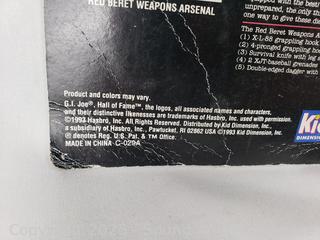 RED BERET WEAPONS ARSENAL
unprepared, the only
one way to give these
The Red Beret Weapons A
(1) X-L-88 grappling hook
(2) 4-pronged grappling
(3) Survival knife with leg
(4) 2 X/T baseball grenades
(5) Double-edged dagger with
Product and colors may vary.
G.I. Joe®, Hall of Fame™, the logos, all associated names and characters,
and their distinctive likenesses are trademarks of Hasbro, Inc. used with permission.
©1993 Hasbro, Inc. All Rights Reserved. Distributed by Kid Dimension, Inc.,
a subsidiary of Hasbro, Inc., Pawtucket, RI 02862 USA ©1993 Kid Dimension, Inc.
® denotes Reg. U.S. Pat. & TM Office.
MADE IN CHINA C-029A
Kid
DIMENSION